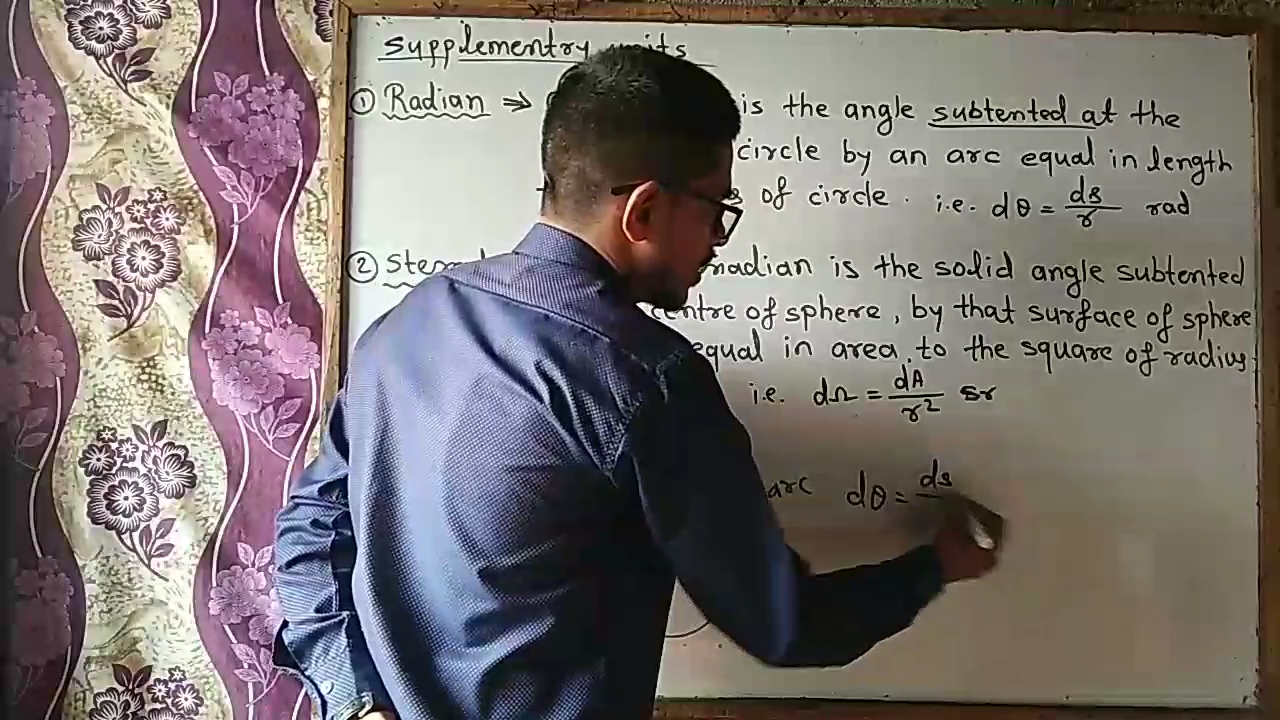 Supplementry units
① Radian ⇒ is the angle subtented at the
circle by an arc equal in length
of circle. i.e. dθ = ds/r rad
② Ste radian is the solid angle subtented
centre of sphere, by that surface of sphere
equal in area, to the square of radius
i.e. dΩ = dA/r² sr
arc dθ = ds